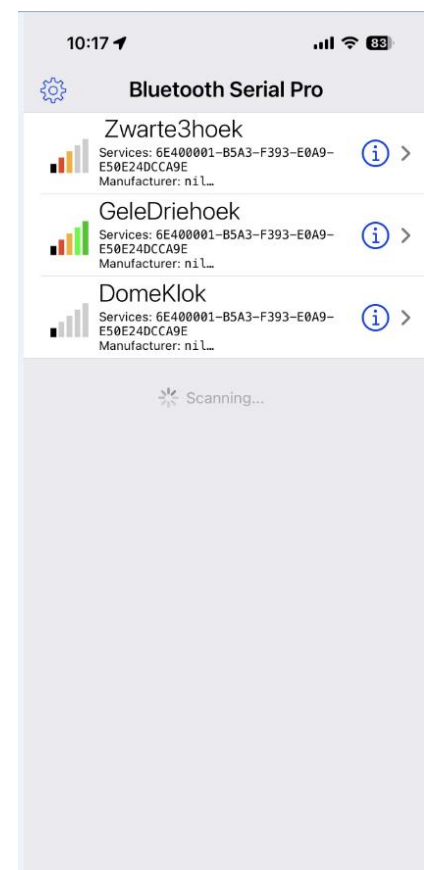 10:17
83
Bluetooth Serial Pro
Zwarte3hoek
Services: 6E400001-B5A3-F393-E0A9-
E50E24DCCA9E
Manufacturer: nil…
GeleDriehoek
Services: 6E400001-B5A3-F393-E0A9-
E50E24DCCA9E
Manufacturer: nil…
DomeKlok
Services: 6E400001-B5A3-F393-E0A9-
E50E24DCCA9E
Manufacturer: nil…
Scanning...